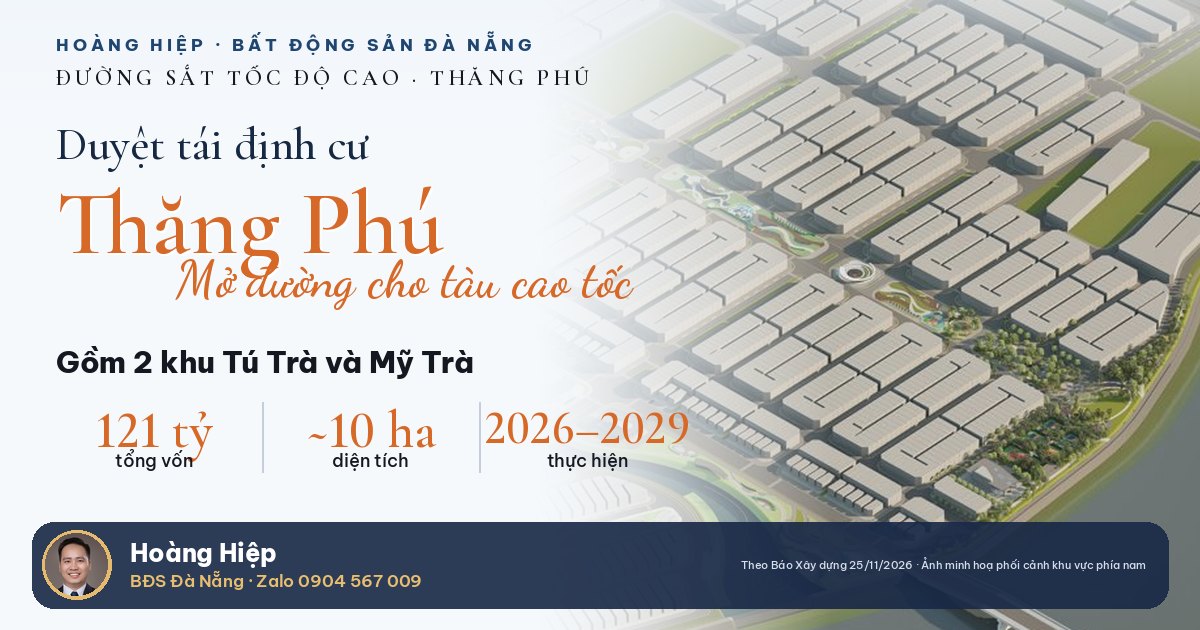 HOÀNG HIỆP · BẤT ĐỘNG SẢN ĐÀ NẴNG
ĐƯỜNG SẮT TỐC ĐỘ CAO · THĂNG PHÚ
Duyệt tái định cư
Thăng Phú
Mở đường cho tàu cao tốc
Gồm 2 khu Tú Trà và Mỹ Trà
121 tỷ ~10 ha 2026–2029
tổng vốn diện tích thực hiện
Hoàng Hiệp
BĐS Đà Nẵng · Zalo 0904 567 009
Theo Báo Xây dựng 25/11/2026 · Ảnh minh hoạ phối cảnh khu vực phía nam